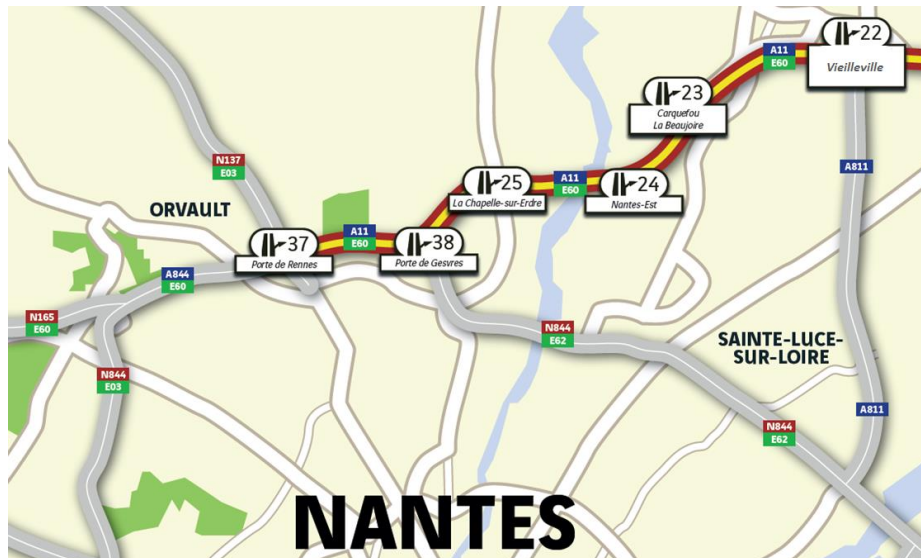 22
Vieilleville
A11
E60
23
Carquefou
La Beaujoire
N137
E03
A811
25
La Chapelle-sur-Erdre
A11
E60
24
Nantes-Est
ORVAULT
37
Porte de Rennes
A11
E60
38
Porte de Gesvres
A844
E60
N165
E60
N844
E62
SAINTE-LUCE-
SUR-LOIRE
N844
E03
A811
N844
E62
NANTES